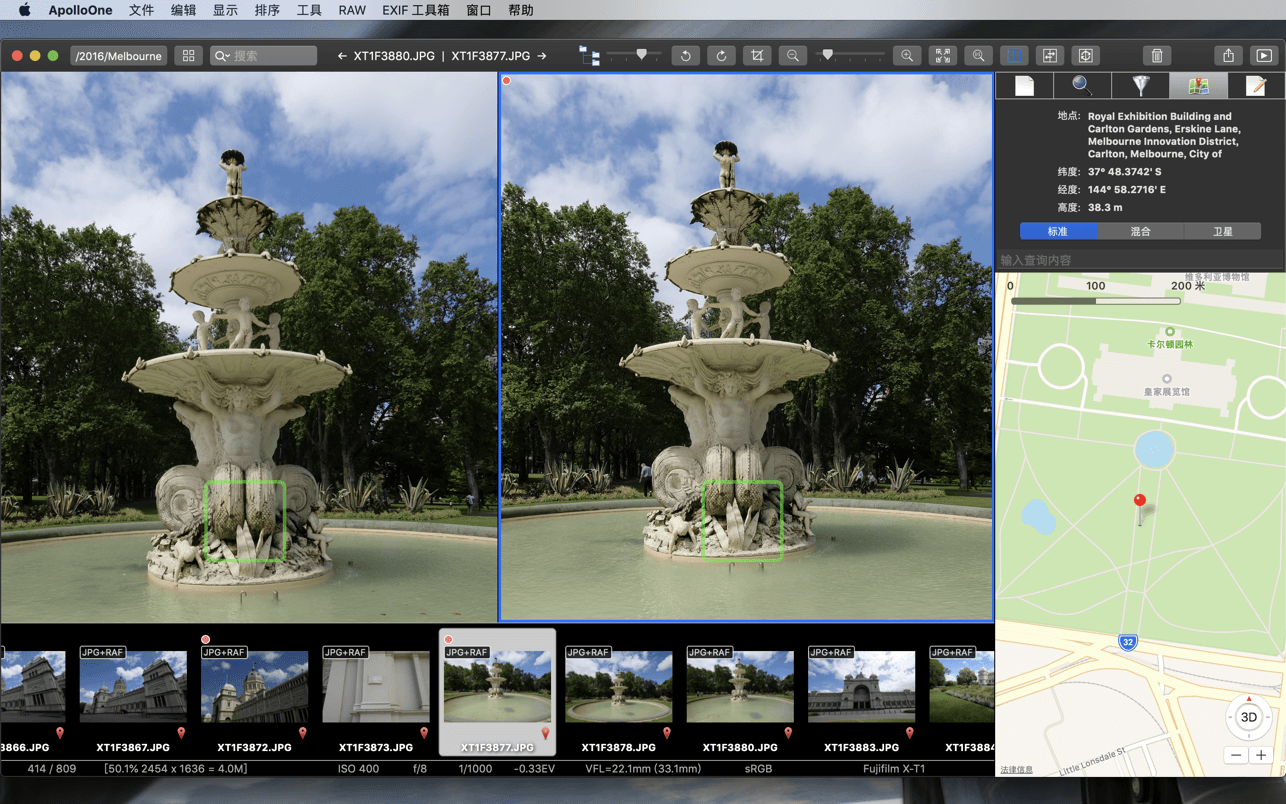 ApolloOne 文件 编辑 显示 排序 工具 RAW EXIF 工具箱 窗口 帮助
/2016/Melbourne 搜索 ← XT1F3880.JPG | XT1F3877.JPG →
地点: Royal Exhibition Building and
Carlton Gardens, Erskine Lane,
Melbourne Innovation District,
Carlton, Melbourne, City of
纬度: 37° 48.3742' S
经度: 144° 58.2716' E
高度: 38.3 m
标准 混合 卫星
输入查询内容
维多利亚博物馆
0 100 200 米
卡尔顿园林
皇家展览馆
32
3D
Little Lonsdale St
法律信息
JPG+RAF JPG+RAF JPG+RAF JPG+RAF JPG+RAF JPG+RAF JPG+RAF JPG+RAF
3866.JPG XT1F3867.JPG XT1F3872.JPG XT1F3873.JPG XT1F3877.JPG XT1F3878.JPG XT1F3880.JPG XT1F3883.JPG XT1F3884
414 / 809 [50.1% 2454 x 1636 = 4.0M] ISO 400 f/8 1/1000 -0.33EV VFL=22.1mm (33.1mm) sRGB Fujifilm X-T1